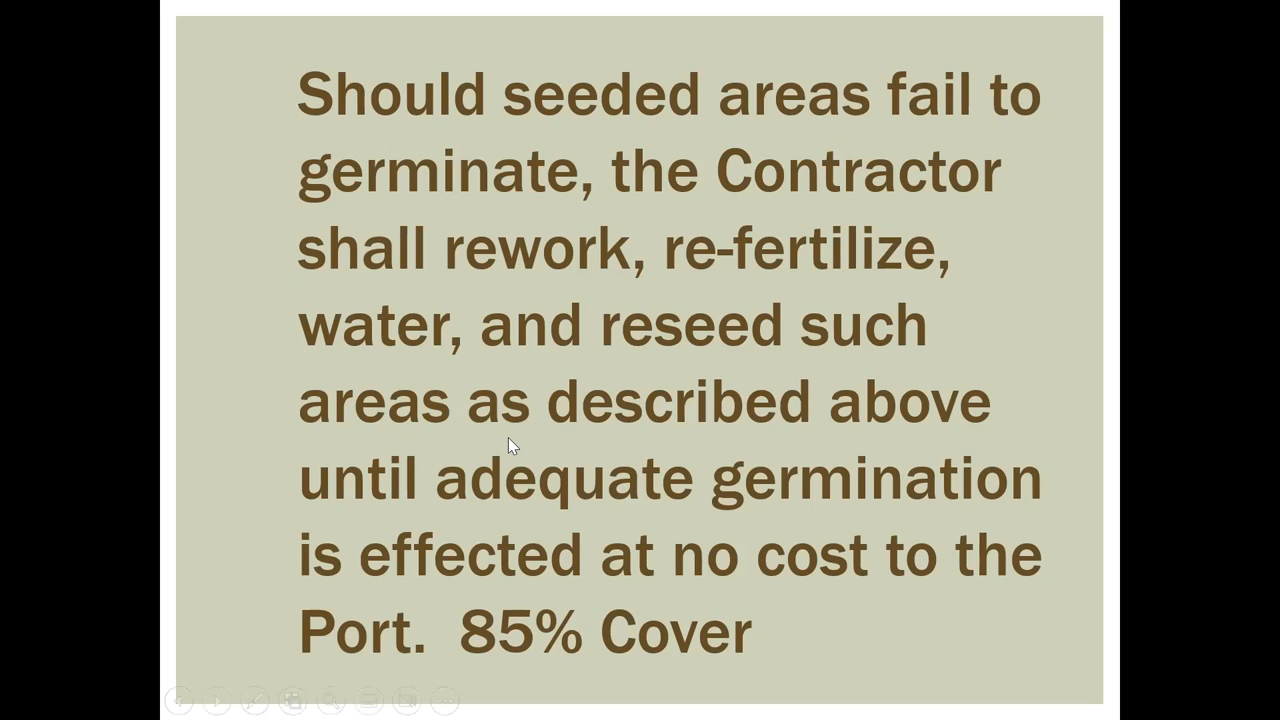 Should seeded areas fail to
germinate, the Contractor
shall rework, re-fertilize,
water, and reseed such
areas as described above
until adequate germination
is effected at no cost to the
Port.  85% Cover